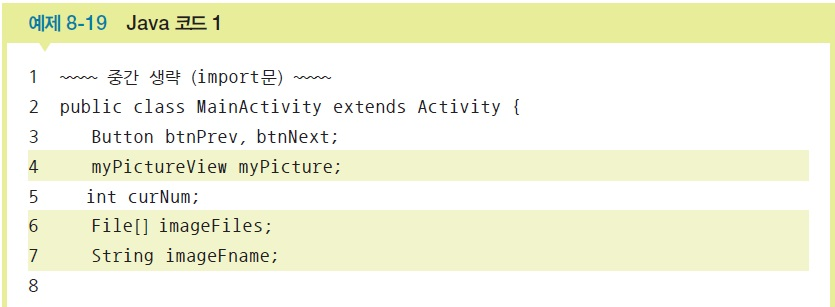 예제 8-19 Java 코드 1
1 ~~~~ 중간 생략 (import문) ~~~~
2 public class MainActivity extends Activity {
3 Button btnPrev, btnNext;
4 myPictureView myPicture;
5 int curNum;
6 File[] imageFiles;
7 String imageFname;
8